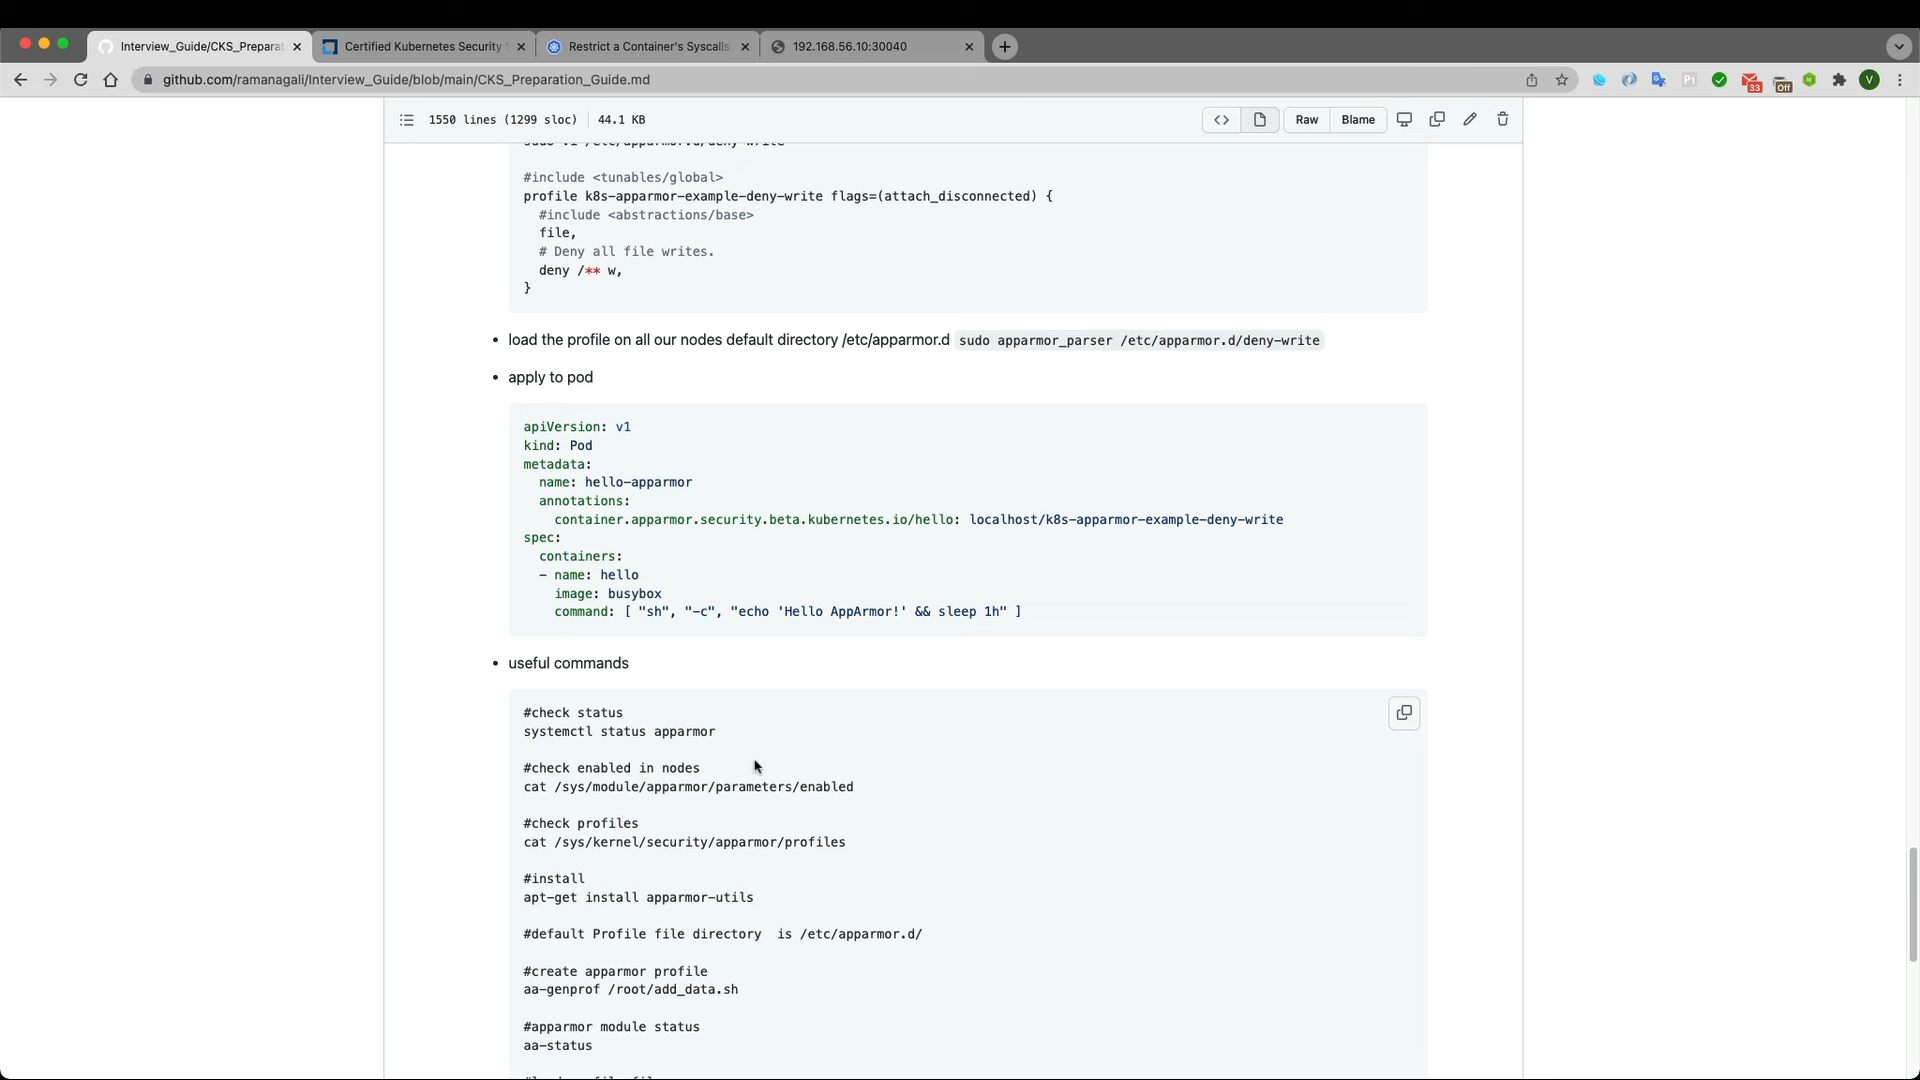 Interview_Guide/CKS_Preparat
Certified Kubernetes Security S
Restrict a Container's Syscalls
192.168.56.10:30040
github.com/ramanagali/Interview_Guide/blob/main/CKS_Preparation_Guide.md
33
Off
V
1550 lines (1299 sloc)
44.1 KB
Raw
Blame
#include <tunables/global>
profile k8s-apparmor-example-deny-write flags=(attach_disconnected) {
#include <abstractions/base>
file,
# Deny all file writes.
deny /** w,
}
• load the profile on all our nodes default directory /etc/apparmor.d sudo apparmor_parser /etc/apparmor.d/deny-write
• apply to pod
apiVersion: v1
kind: Pod
metadata:
name: hello-apparmor
annotations:
container.apparmor.security.beta.kubernetes.io/hello: localhost/k8s-apparmor-example-deny-write
spec:
containers:
- name: hello
image: busybox
command: [ "sh", "-c", "echo 'Hello AppArmor!' && sleep 1h" ]
• useful commands
#check status
systemctl status apparmor
#check enabled in nodes
cat /sys/module/apparmor/parameters/enabled
#check profiles
cat /sys/kernel/security/apparmor/profiles
#install
apt-get install apparmor-utils
#default Profile file directory  is /etc/apparmor.d/
#create apparmor profile
aa-genprof /root/add_data.sh
#apparmor module status
aa-status